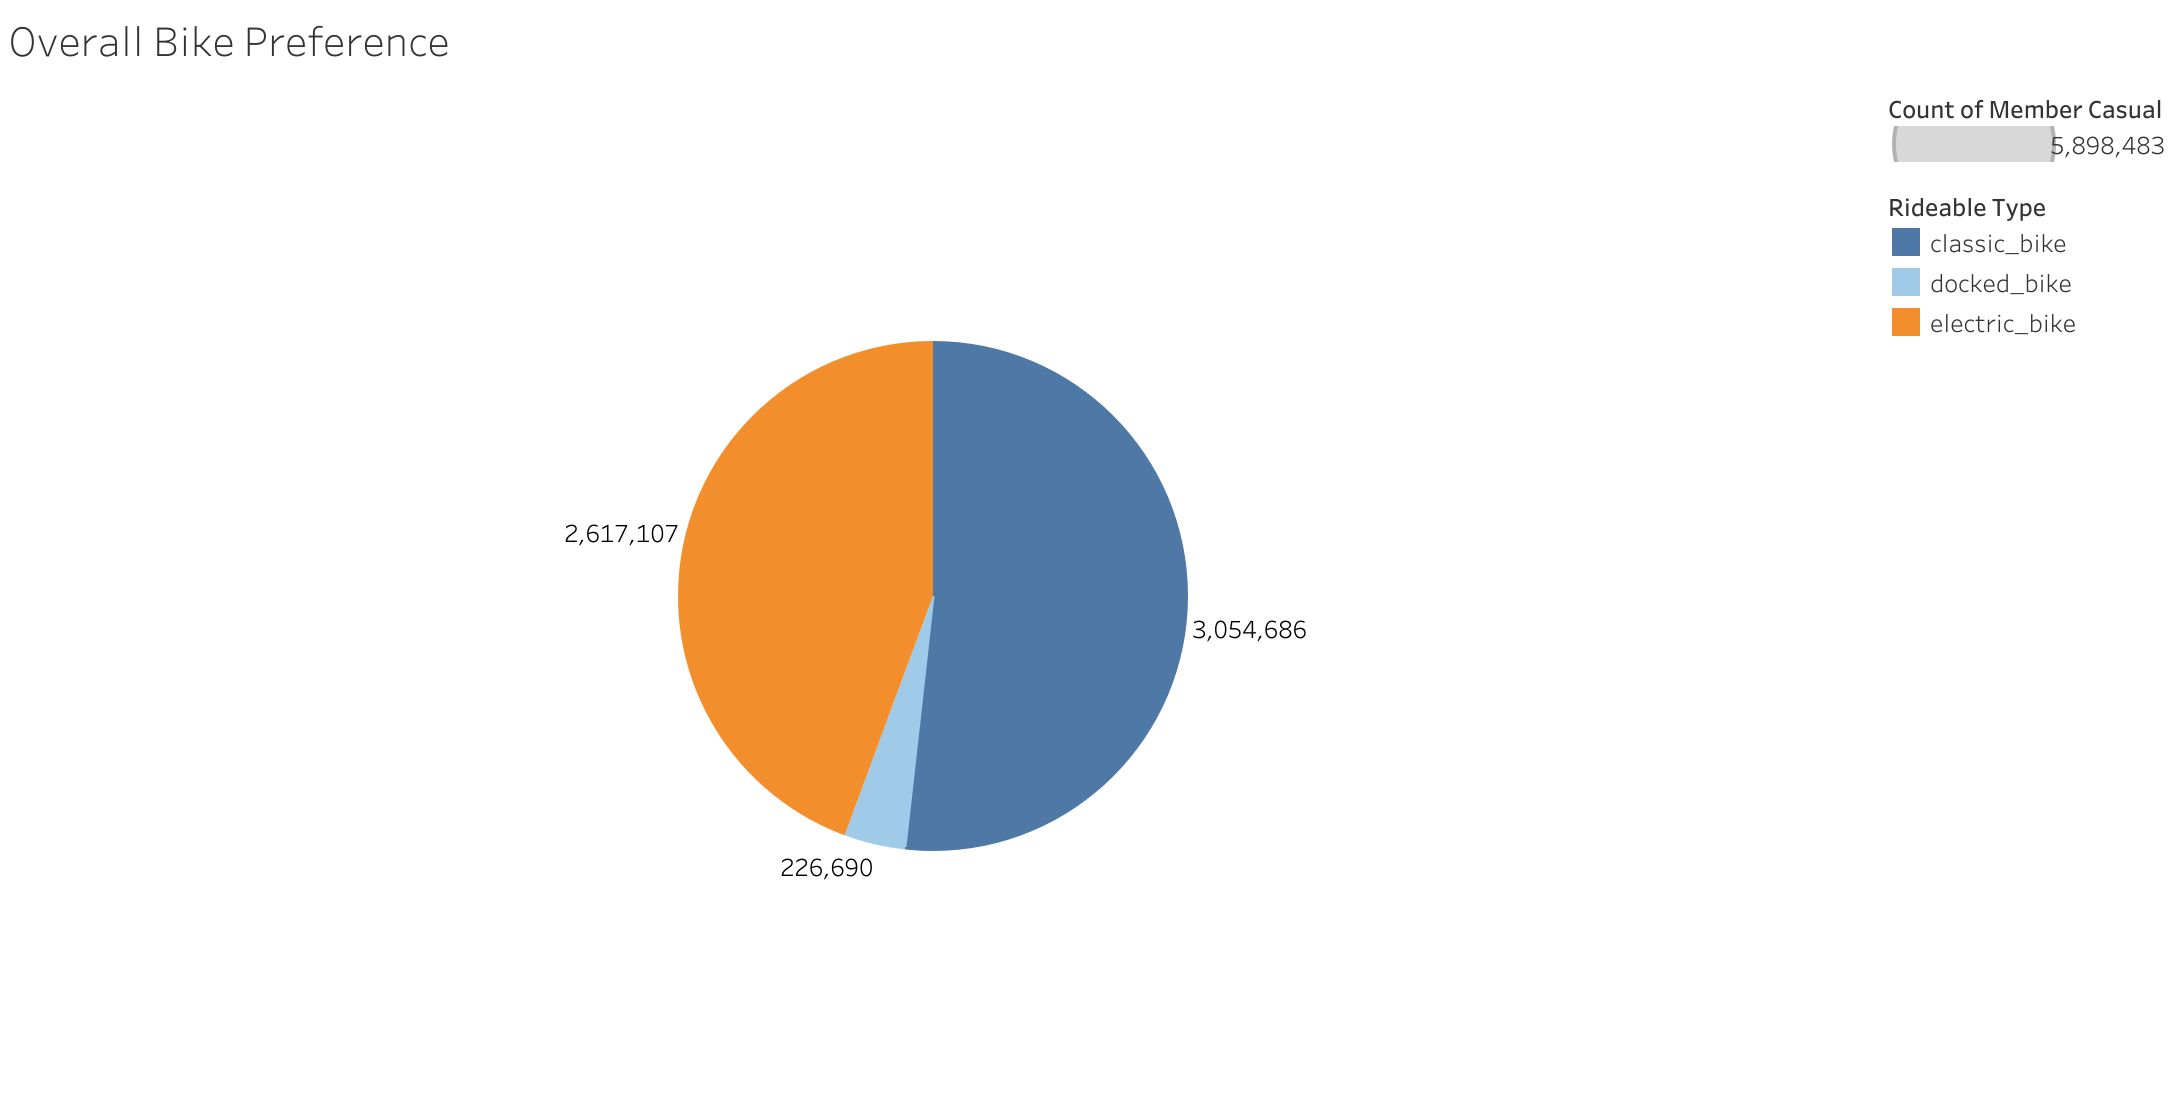 Overall Bike Preference
Count of Member Casual
5,898,483
Rideable Type
classic_bike
docked_bike
electric_bike
2,617,107
3,054,686
226,690